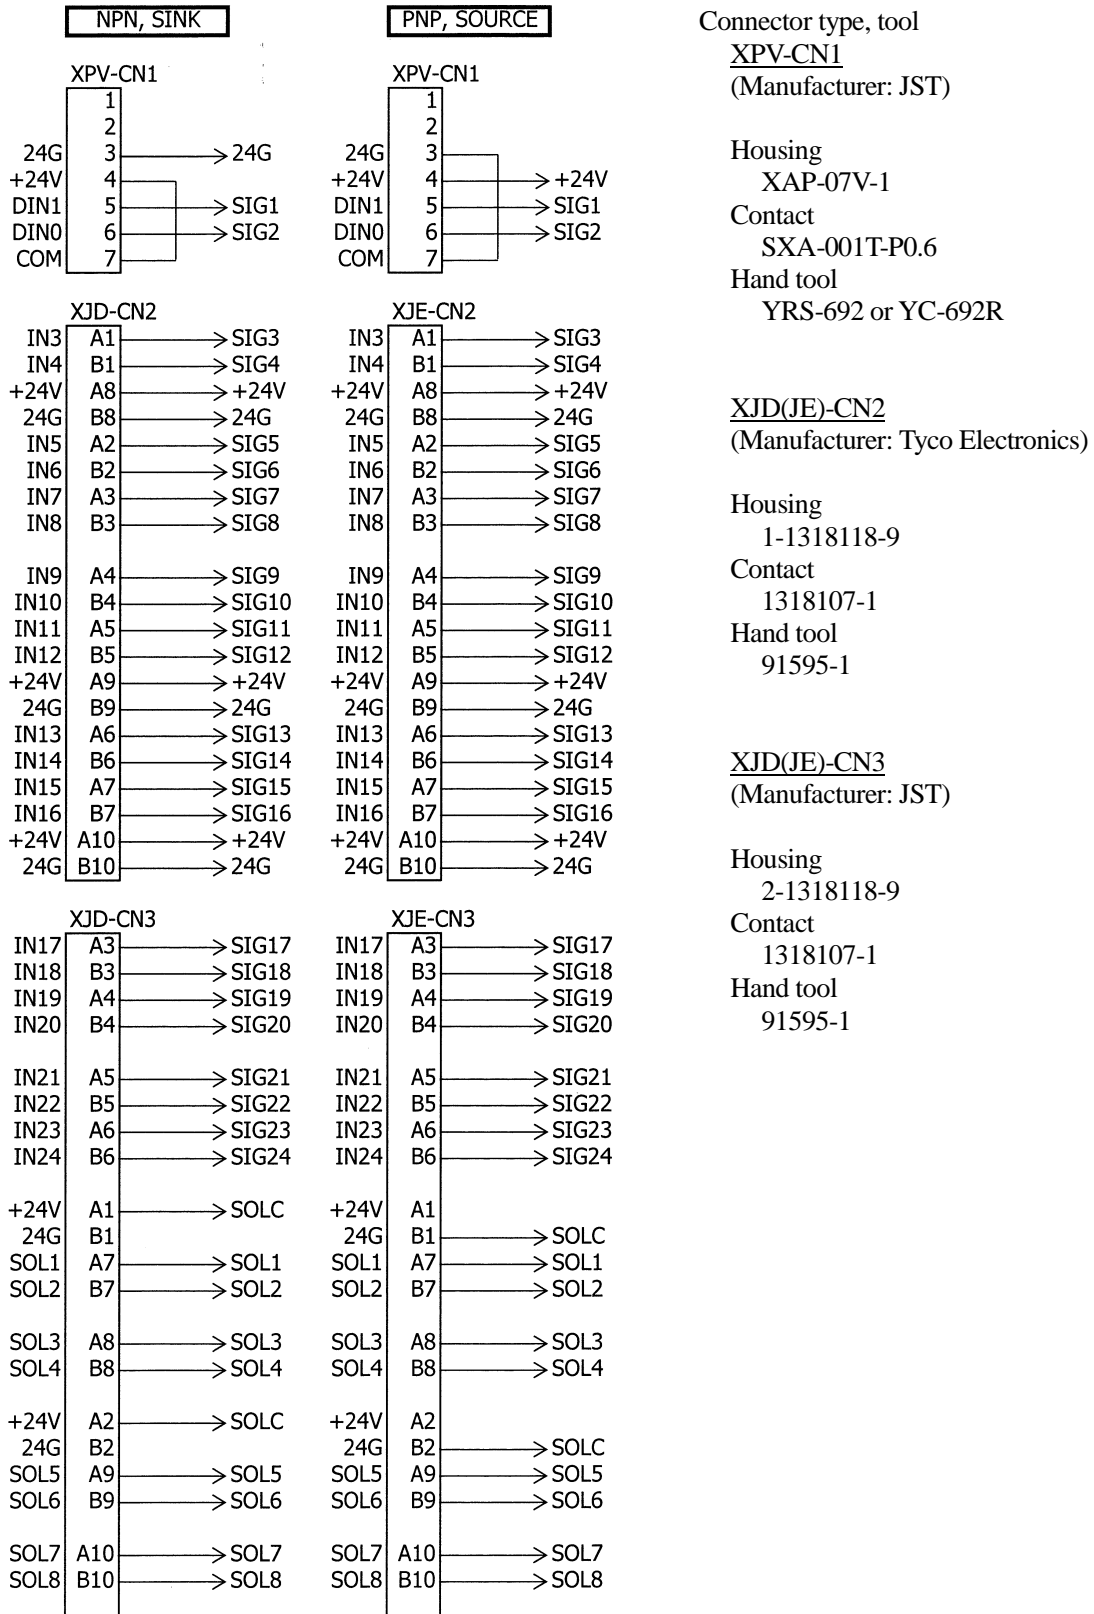 NPN, SINK
XPV-CN1
1
2
24G 3 24G
+24V 4
DIN1 5 SIG1
DIN0 6 SIG2
COM 7
XJD-CN2
IN3 A1 SIG3
IN4 B1 SIG4
+24V A8 +24V
24G B8 24G
IN5 A2 SIG5
IN6 B2 SIG6
IN7 A3 SIG7
IN8 B3 SIG8
IN9 A4 SIG9
IN10 B4 SIG10
IN11 A5 SIG11
IN12 B5 SIG12
+24V A9 +24V
24G B9 24G
IN13 A6 SIG13
IN14 B6 SIG14
IN15 A7 SIG15
IN16 B7 SIG16
+24V A10 +24V
24G B10 24G
XJD-CN3
IN17 A3 SIG17
IN18 B3 SIG18
IN19 A4 SIG19
IN20 B4 SIG20
IN21 A5 SIG21
IN22 B5 SIG22
IN23 A6 SIG23
IN24 B6 SIG24
+24V A1 SOLC
24G B1
SOL1 A7 SOL1
SOL2 B7 SOL2
SOL3 A8 SOL3
SOL4 B8 SOL4
+24V A2 SOLC
24G B2
SOL5 A9 SOL5
SOL6 B9 SOL6
SOL7 A10 SOL7
SOL8 B10 SOL8
PNP, SOURCE
XPV-CN1
1
2
24G 3
+24V 4 +24V
DIN1 5 SIG1
DIN0 6 SIG2
COM 7
XJE-CN2
IN3 A1 SIG3
IN4 B1 SIG4
+24V A8 +24V
24G B8 24G
IN5 A2 SIG5
IN6 B2 SIG6
IN7 A3 SIG7
IN8 B3 SIG8
IN9 A4 SIG9
IN10 B4 SIG10
IN11 A5 SIG11
IN12 B5 SIG12
+24V A9 +24V
24G B9 24G
IN13 A6 SIG13
IN14 B6 SIG14
IN15 A7 SIG15
IN16 B7 SIG16
+24V A10 +24V
24G B10 24G
XJE-CN3
IN17 A3 SIG17
IN18 B3 SIG18
IN19 A4 SIG19
IN20 B4 SIG20
IN21 A5 SIG21
IN22 B5 SIG22
IN23 A6 SIG23
IN24 B6 SIG24
+24V A1
24G B1 SOLC
SOL1 A7 SOL1
SOL2 B7 SOL2
SOL3 A8 SOL3
SOL4 B8 SOL4
+24V A2
24G B2 SOLC
SOL5 A9 SOL5
SOL6 B9 SOL6
SOL7 A10 SOL7
SOL8 B10 SOL8
Connector type, tool
XPV-CN1
(Manufacturer: JST)
Housing
XAP-07V-1
Contact
SXA-001T-P0.6
Hand tool
YRS-692 or YC-692R
XJD(JE)-CN2
(Manufacturer: Tyco Electronics)
Housing
1-1318118-9
Contact
1318107-1
Hand tool
91595-1
XJD(JE)-CN3
(Manufacturer: JST)
Housing
2-1318118-9
Contact
1318107-1
Hand tool
91595-1